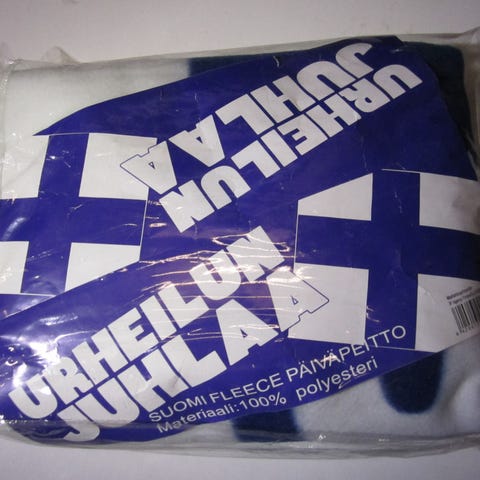 URHEILUN
JUHLAA
URHEILUN
JUHLAA
SUOMI FLEECE PÄIVÄPEITTO
Materiaali:100% polyesteri